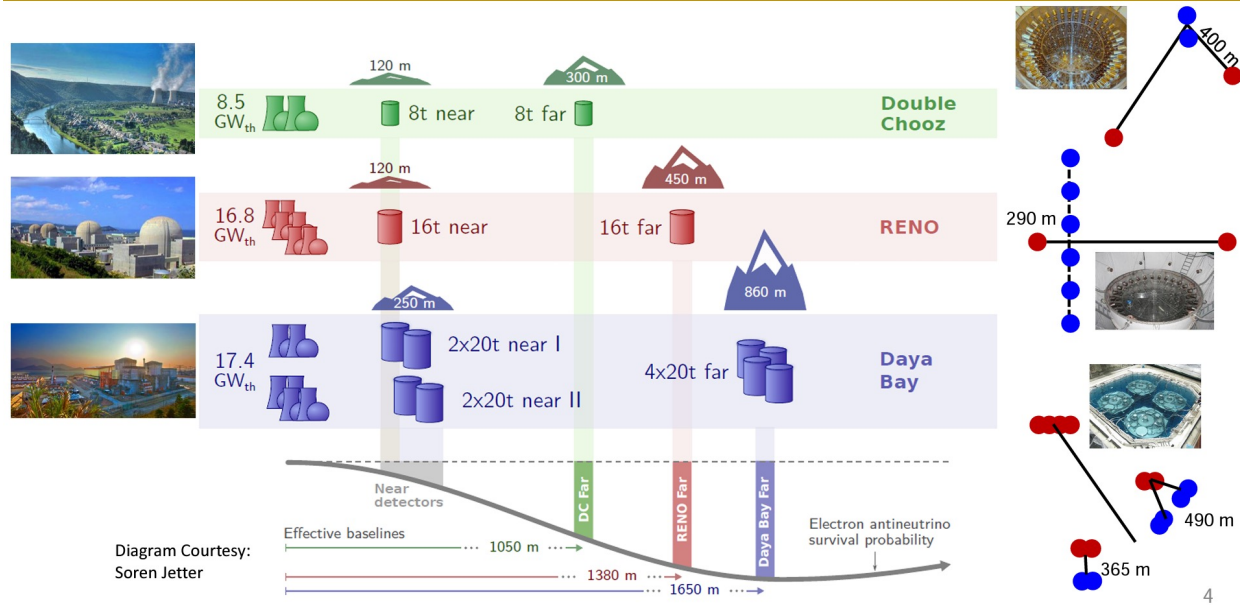 120 m
300 m
8.5
GWth
8t near
8t far
Double
Chooz
400 m
120 m
450 m
16.8
GWth
16t near
16t far
RENO
290 m
250 m
860 m
17.4
GWth
2x20t near I
2x20t near II
4x20t far
Daya
Bay
Near
detectors
DC Far
RENO Far
Daya Bay Far
Effective baselines
1050 m
1380 m
1650 m
Electron antineutrino
survival probability
490 m
365 m
Diagram Courtesy:
Soren Jetter
4